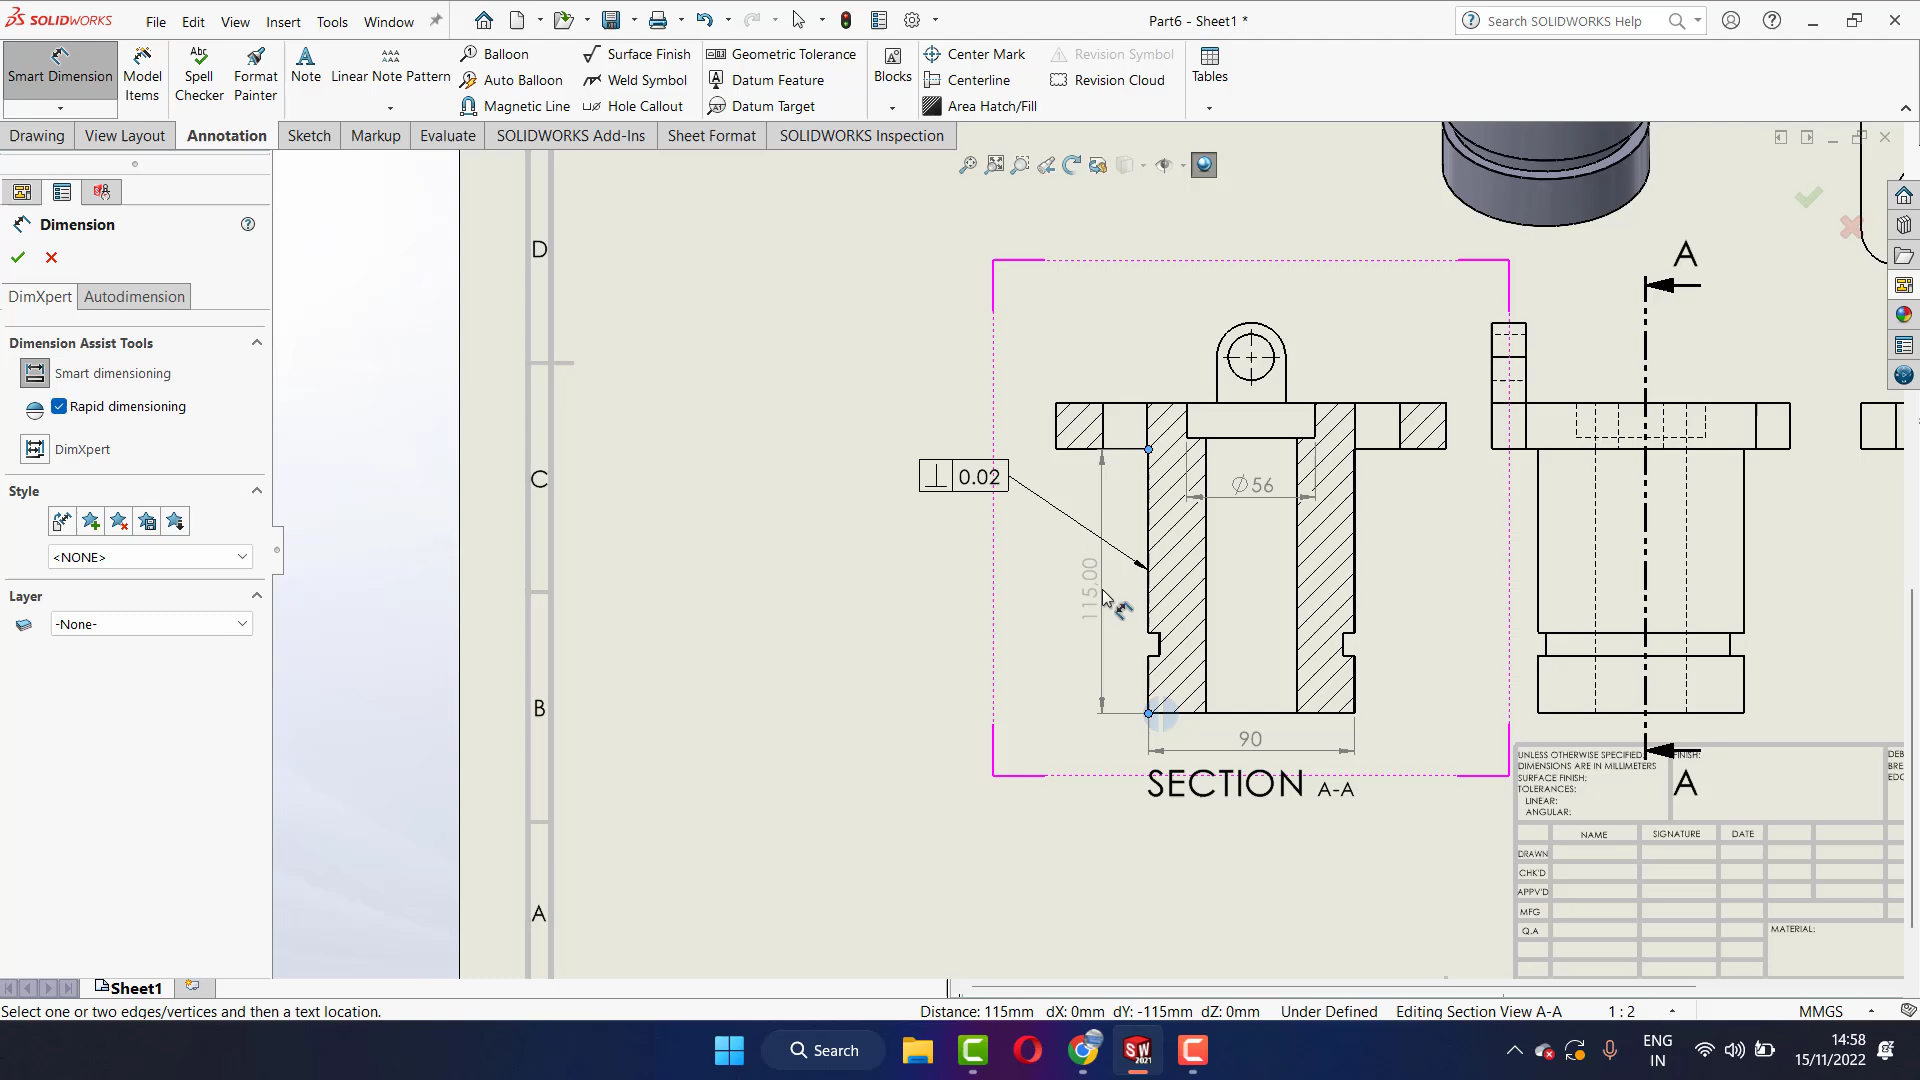 SOLIDWORKS File Edit View Insert Tools Window Part6 - Sheet1 * Search SOLIDWORKS Help
Smart Dimension
Model Items
Spell Checker
Format Painter
Note
Linear Note Pattern
Balloon
Auto Balloon
Magnetic Line
Surface Finish
Weld Symbol
Hole Callout
Geometric Tolerance
Datum Feature
Datum Target
Blocks
Center Mark
Centerline
Area Hatch/Fill
Revision Symbol
Revision Cloud
Tables
Drawing View Layout Annotation Sketch Markup Evaluate SOLIDWORKS Add-Ins Sheet Format SOLIDWORKS Inspection
Dimension
DimXpert Autodimension
Dimension Assist Tools
Smart dimensioning
Rapid dimensioning
DimXpert
Style
<NONE>
Layer
-None-
D
C
B
A
A
0.02
∅56
115,00
90
SECTION A-A
A
UNLESS OTHERWISE SPECIFIED:
DIMENSIONS ARE IN MILLIMETERS
SURFACE FINISH:
TOLERANCES:
LINEAR:
ANGULAR:
FINISH:
DEB
BRE
EDG
NAME SIGNATURE DATE
DRAWN
CHK'D
APPV'D
MFG
Q.A
MATERIAL:
Sheet1
Select one or two edges/vertices and then a text location. Distance: 115mm dX: 0mm dY: -115mm dZ: 0mm Under Defined Editing Section View A-A 1 : 2 MMGS
Search
SW
2021
ENG
IN
14:58
15/11/2022